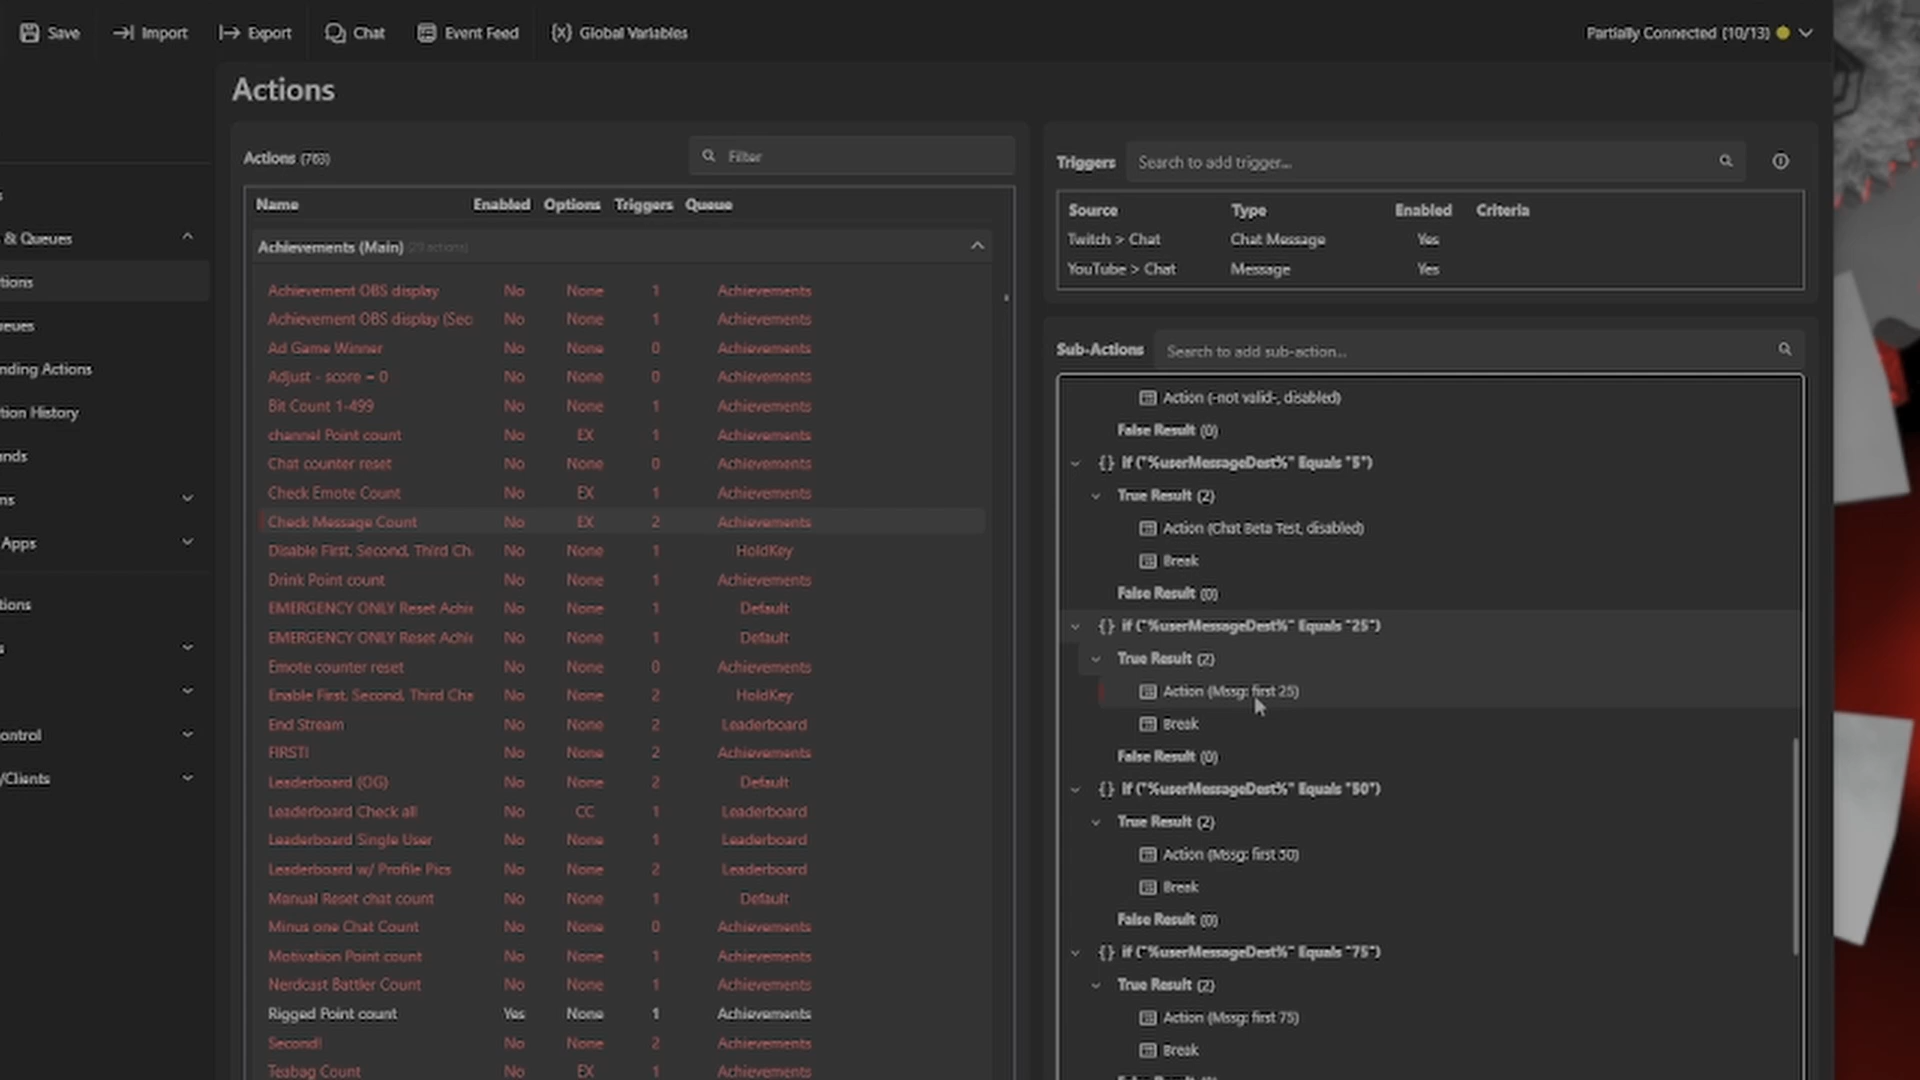 Save Import Export Chat Event Feed {x} Global Variables Partially Connected (10/13)
Actions
Actions (763) Filter
Name Enabled Options Triggers Queue
Achievements (Main) (29 actions)
Achievement OBS display No None 1 Achievements
Achievement OBS display (Sec No None 1 Achievements
Ad Game Winner No None 0 Achievements
Adjust - score = 0 No None 0 Achievements
Bit Count 1-499 No None 1 Achievements
channel Point count No EX 1 Achievements
Chat counter reset No None 0 Achievements
Check Emote Count No EX 1 Achievements
Check Message Count No EX 2 Achievements
Disable First, Second, Third Ch No None 1 HoldKey
Drink Point count No None 1 Achievements
EMERGENCY ONLY Reset Achie No None 1 Default
EMERGENCY ONLY Reset Achie No None 1 Default
Emote counter reset No None 0 Achievements
Enable First, Second, Third Cha No None 2 HoldKey
End Stream No None 2 Leaderboard
FIRST! No None 2 Achievements
Leaderboard (OG) No None 2 Default
Leaderboard Check all No CC 1 Leaderboard
Leaderboard Single User No None 1 Leaderboard
Leaderboard w/ Profile Pics No None 2 Leaderboard
Manual Reset chat count No None 1 Default
Minus one Chat Count No None 0 Achievements
Motivation Point count No None 1 Achievements
Nerdcast Battler Count No None 1 Achievements
Rigged Point count Yes None 1 Achievements
Second! No None 2 Achievements
Teabag Count No EX 1 Achievements
s
& Queues
tions
eues
nding Actions
tion History
ands
ns
Apps
tions
s
ontrol
/Clients
Triggers Search to add trigger...
Source Type Enabled Criteria
Twitch > Chat Chat Message Yes
YouTube > Chat Message Yes
Sub-Actions Search to add sub-action...
Action (-not valid-, disabled)
False Result (0)
{} If ("%userMessageDest%" Equals "5")
True Result (2)
Action (Chat Beta Test, disabled)
Break
False Result (0)
{} If ("%userMessageDest%" Equals "25")
True Result (2)
Action (Mssg: first 25)
Break
False Result (0)
{} If ("%userMessageDest%" Equals "50")
True Result (2)
Action (Mssg: first 50)
Break
False Result (0)
{} If ("%userMessageDest%" Equals "75")
True Result (2)
Action (Mssg: first 75)
Break